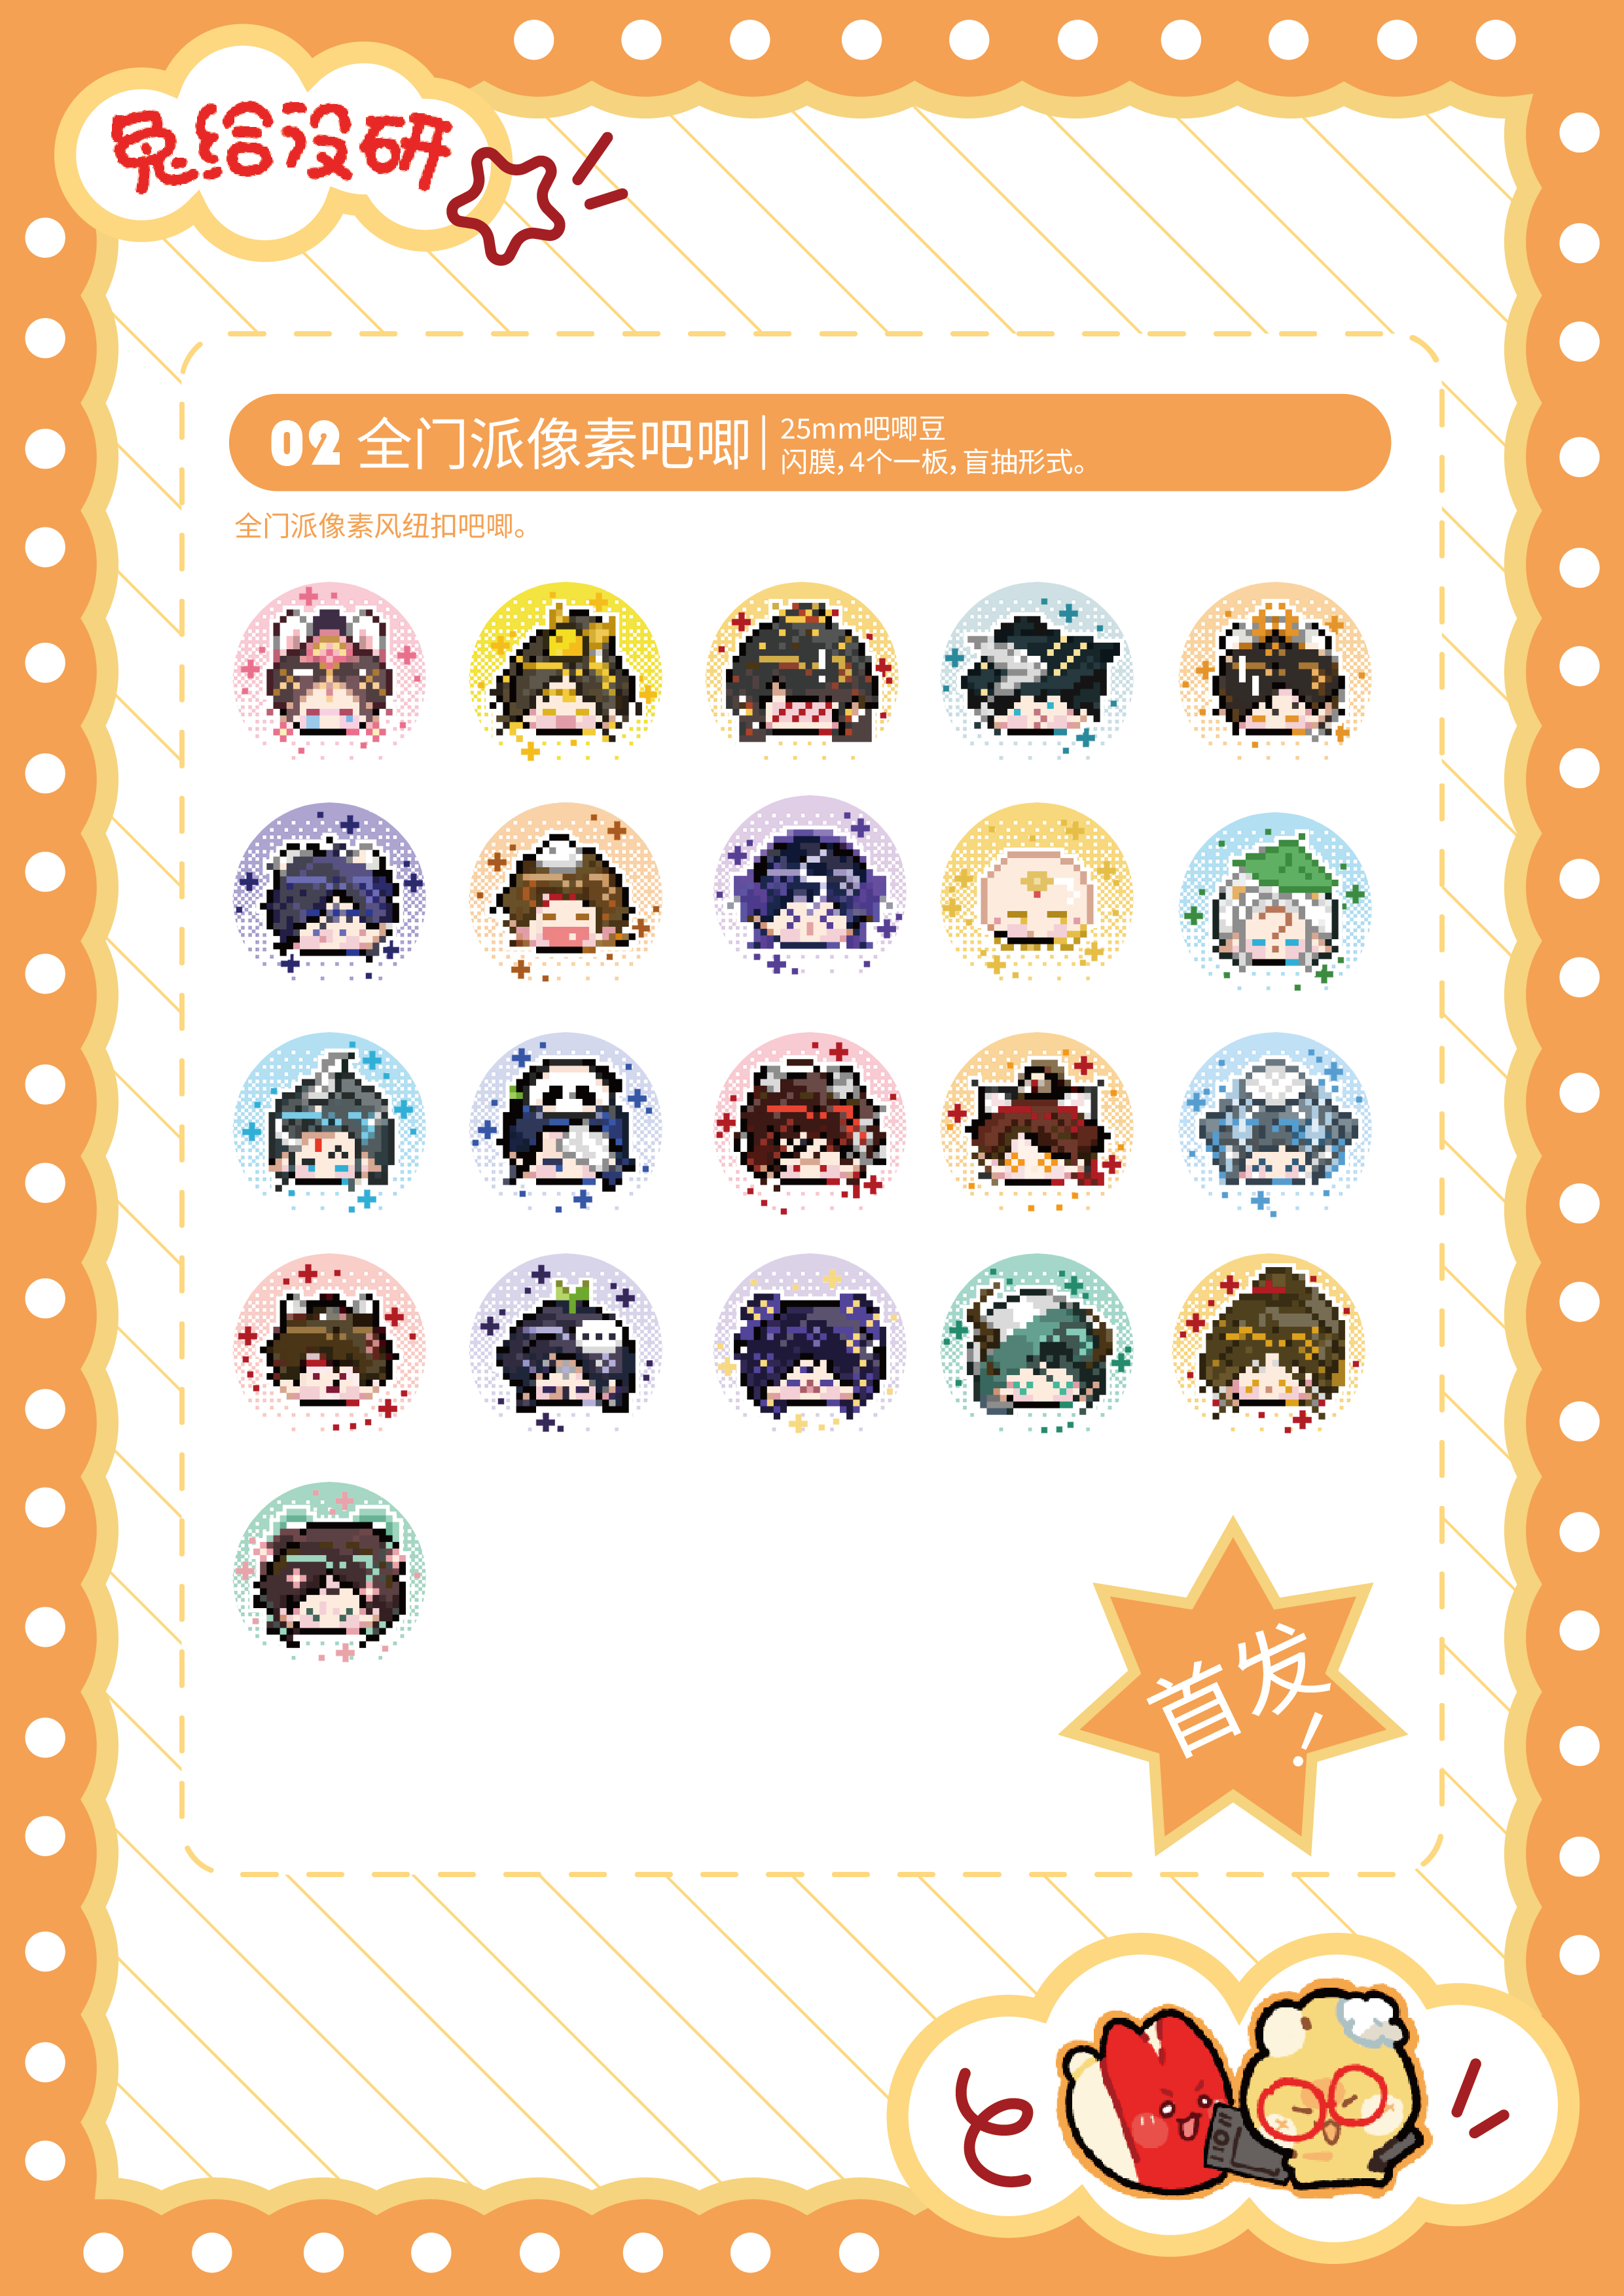 兔给设研
02 全门派像素吧唧
25mm吧唧豆
闪膜，4个一板，盲抽形式。
全门派像素风纽扣吧唧。
首发！